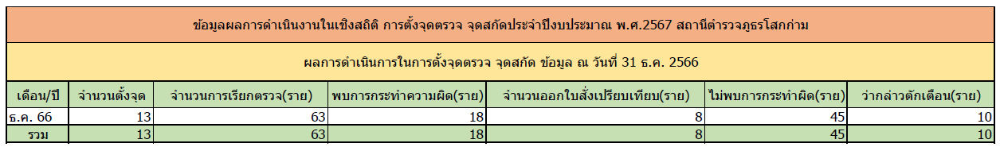 ข้อมูลผลการดำเนินงานในเชิงสถิติ การตั้งจุดตรวจ จุดสกัดประจำปีงบประมาณ พ.ศ.2567 สถานีตำรวจภูธรโสกก่าม
ผลการดำเนินการในการตั้งจุดตรวจ จุดสกัด ข้อมูล ณ วันที่ 31 ธ.ค. 2566
เดือน/ปี จำนวนตั้งจุด จำนวนการเรียกตรวจ(ราย) พบการกระทำความผิด(ราย) จำนวนออกใบสั่งเปรียบเทียบ(ราย) ไม่พบการกระทำผิด(ราย) ว่ากล่าวตักเตือน(ราย)
ธ.ค. 66 13 63 18 8 45 10
รวม 13 63 18 8 45 10